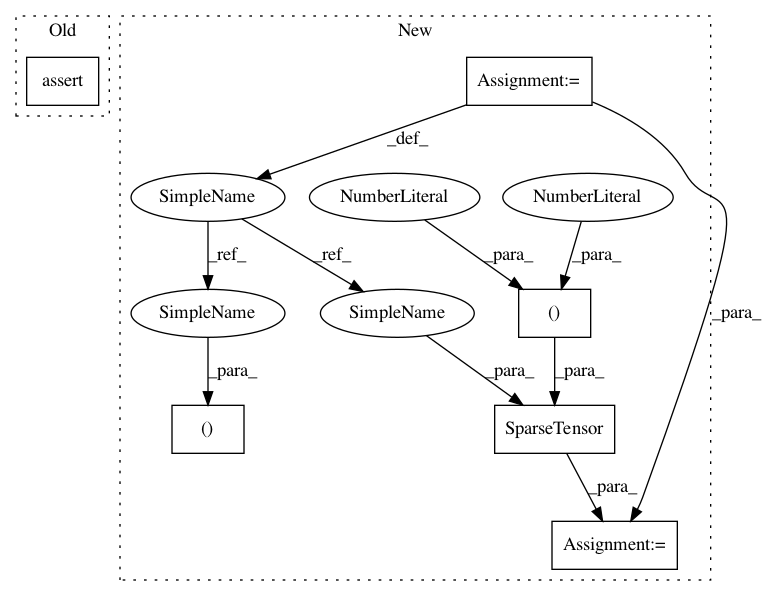 Old
New
assert
Assignment:=
_def_
SimpleName
NumberLiteral
NumberLiteral
_ref_
_ref_
_para_
_para_
SimpleName
SimpleName
()
_para_
_para_
_para_
_para_
()
SparseTensor
_para_
Assignment:=